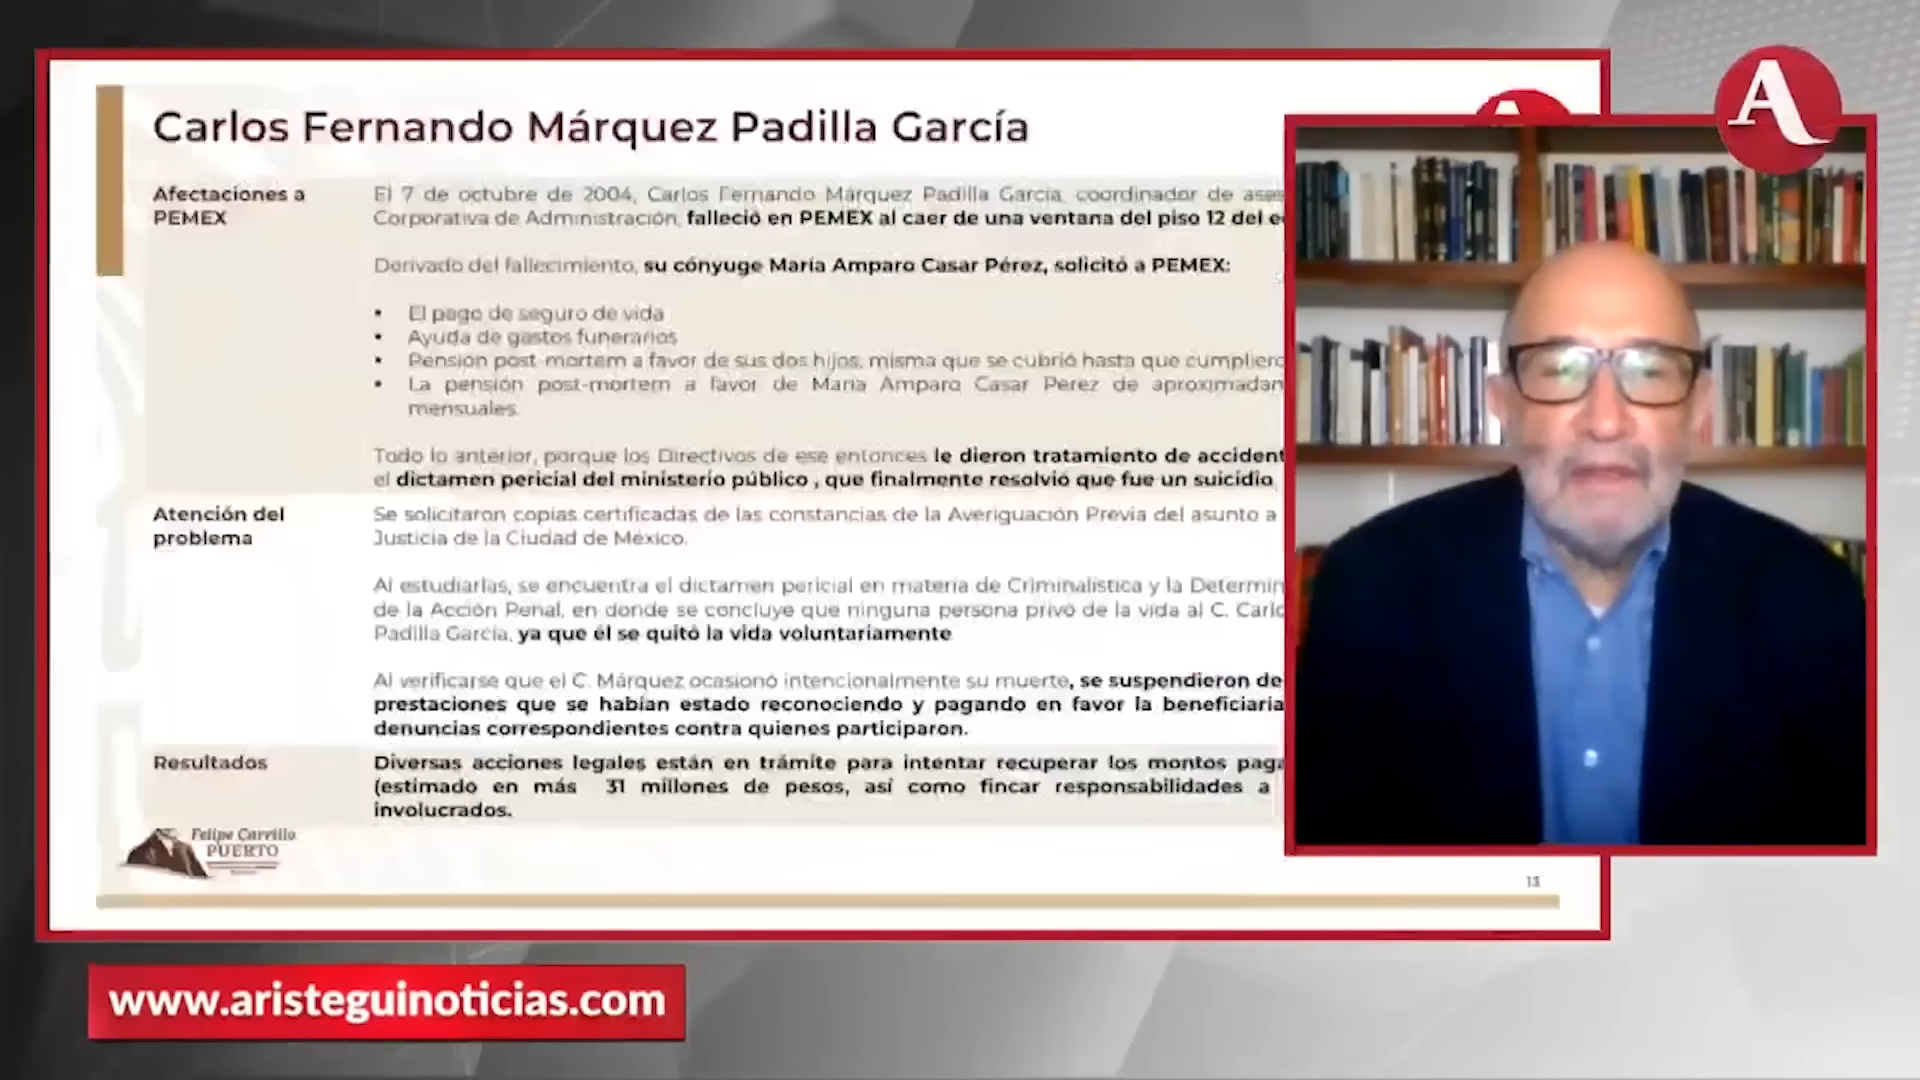 Carlos Fernando Márquez Padilla García
Afectaciones a
PEMEX
El 7 de octubre de 2004, Carlos Fernando Márquez Padilla García, coordinador de
Corporativa de Administración, falleció en PEMEX al caer de una ventana del piso 12 del
Derivado del fallecimiento, su cónyuge María Amparo Casar Pérez, solicitó a PEMEX:
• El pago de seguro de vida
• Ayuda de gastos funerarios
• Pensión post-mortem a favor de sus dos hijos, misma que se cubrió hasta que
• La pensión post-mortem a favor de María Amparo Casar Pérez de
mensuales.
Todo lo anterior, porque los Directivos de ese entonces le dieron tratamiento de
el dictamen pericial del ministerio público , que finalmente resolvió que fue un suicidio
Atención del
problema
Se solicitaron copias certificadas de las constancias de la Averiguación Previa del asunto a
Justicia de la Ciudad de México.
Al estudiarlas, se encuentra el dictamen pericial en materia de Criminalística y la
de la Acción Penal, en donde se concluye que ninguna persona privó de la vida al C.
Padilla García, ya que él se quitó la vida voluntariamente
Al verificarse que el C. Márquez ocasionó intencionalmente su muerte, se suspendieron de
prestaciones que se habían estado reconociendo y pagando en favor la beneficiaria
denuncias correspondientes contra quienes participaron.
Resultados
Diversas acciones legales están en trámite para intentar recuperar los montos
(estimado en más 31 millones de pesos, así como fincar responsabilidades a
involucrados.
Felipe Carrillo
PUERTO
13
A
www.aristeguinoticias.com